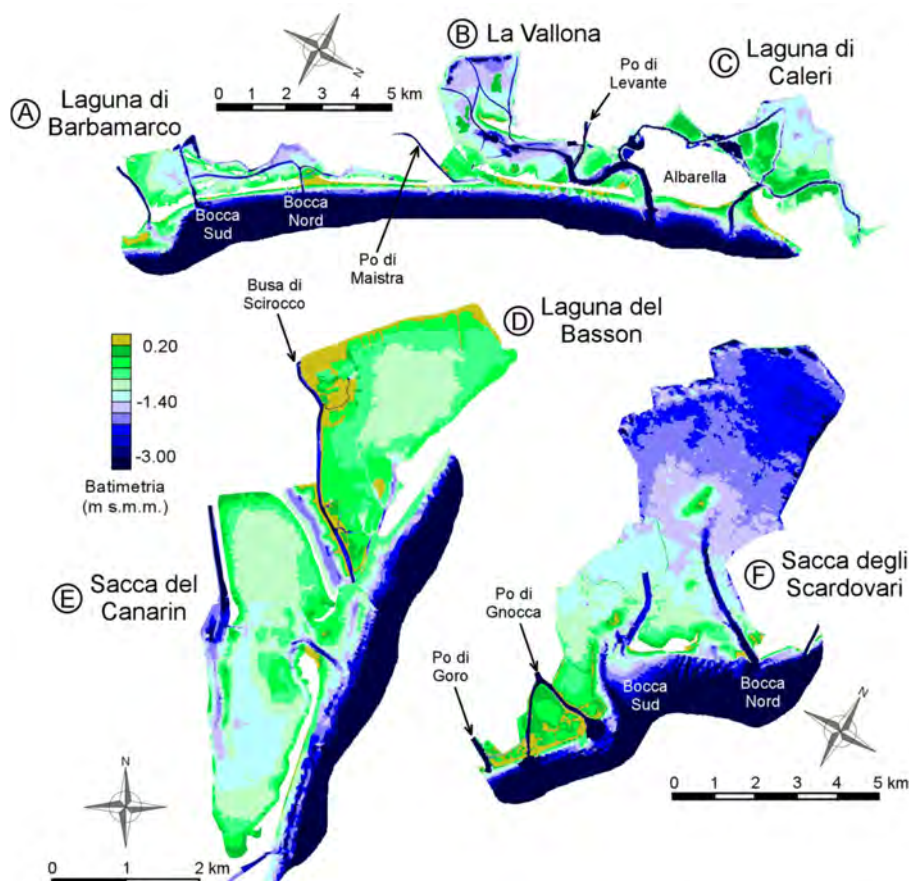 B La Vallona
C Laguna di
Caleri
N
0 1 2 3 4 5 km
Po di
Levante
A Laguna di
Barbamarco
Albarella
Bocca
Sud
Bocca
Nord
Po di
Maistra
Busa di
Scirocco
D Laguna del
Basson
0.20
-1.40
-3.00
Batimetria
(m s.m.m.)
E Sacca del
Canarin
F Sacca degli
Scardovari
Po di
Gnocca
Po di
Goro
Bocca
Sud
Bocca
Nord
N
0 1 2 3 4 5 km
N
0 1 2 km